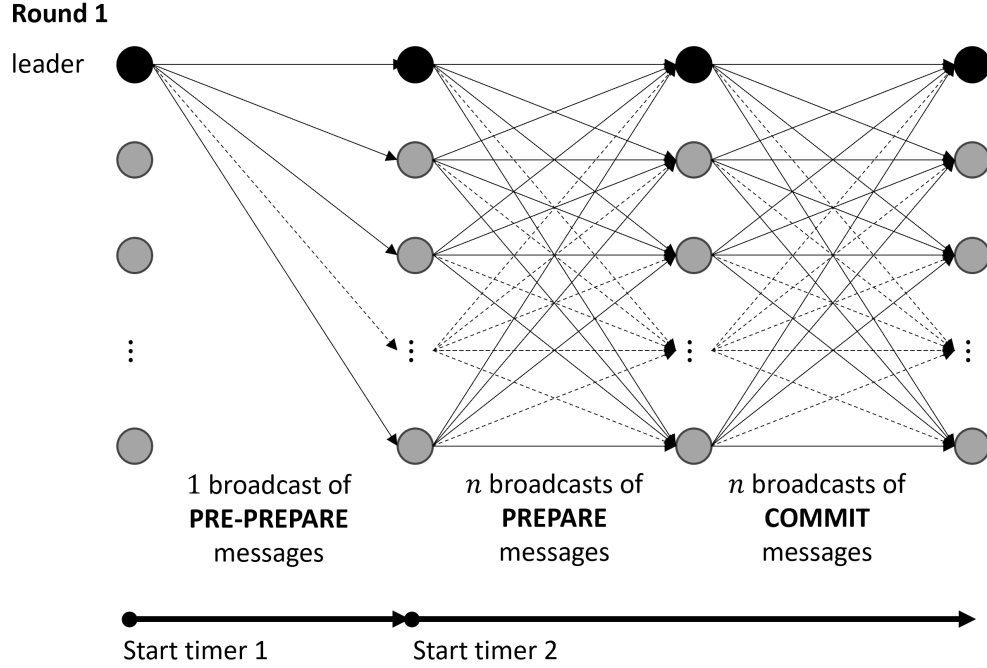 Round 1
leader
⋮ ⋮ ⋮ ⋮
1 broadcast of
PRE-PREPARE
messages
n broadcasts of
PREPARE
messages
n broadcasts of
COMMIT
messages
Start timer 1
Start timer 2